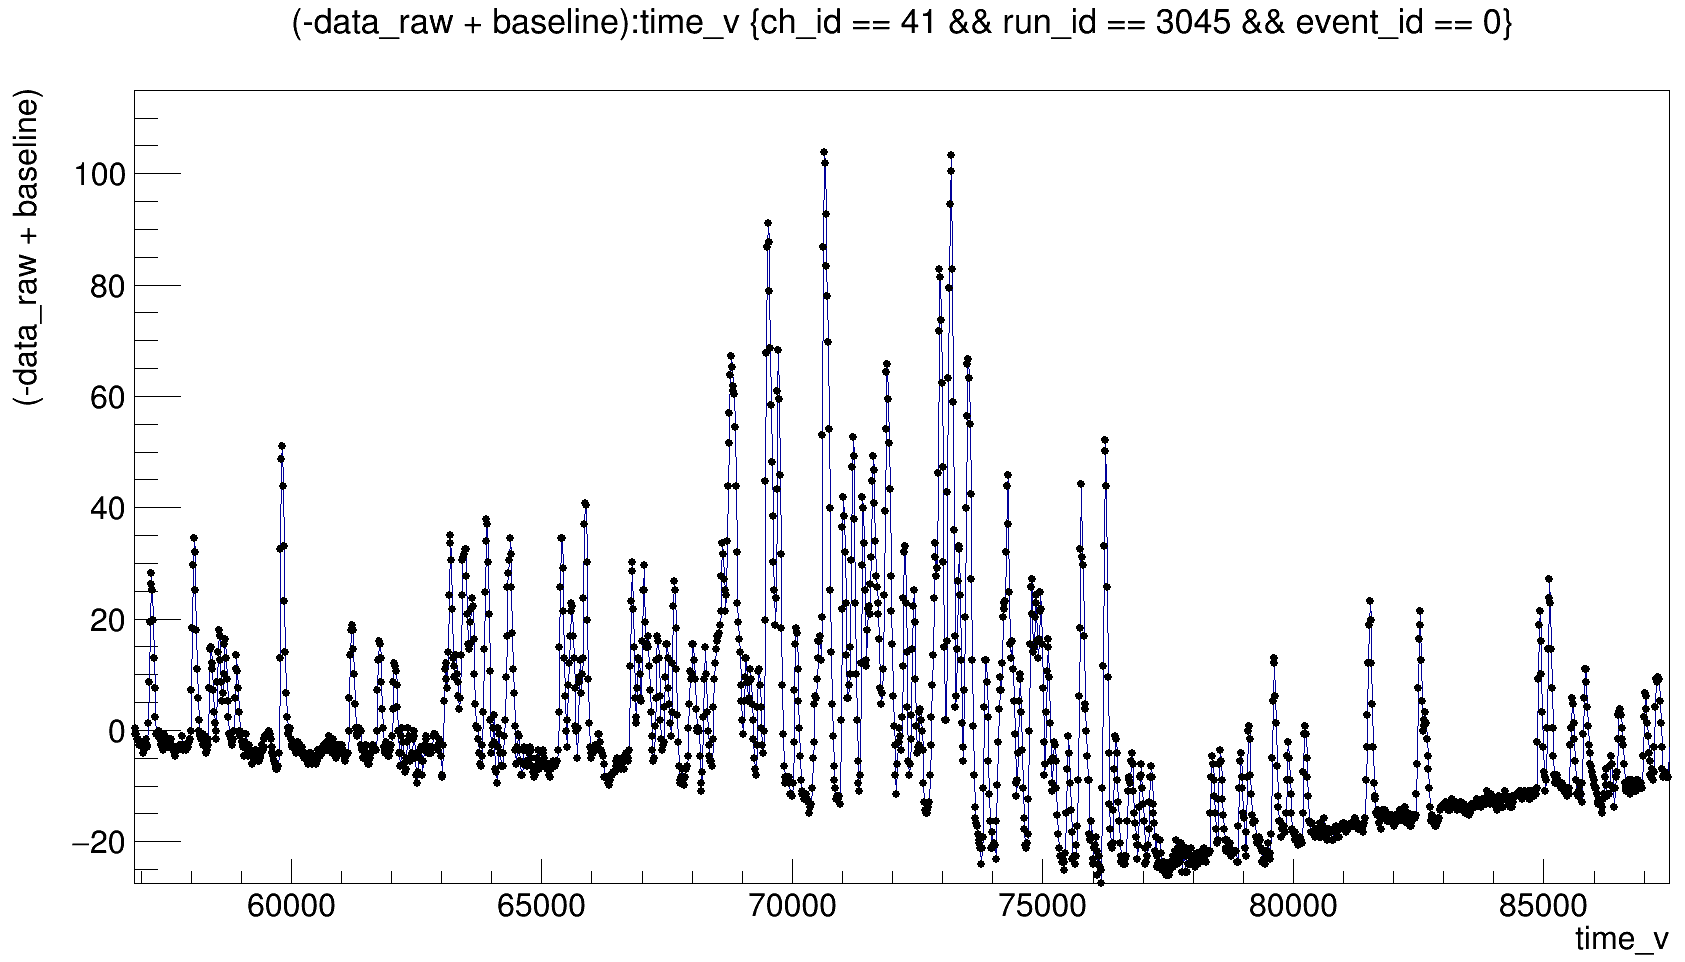 (-data_raw + baseline):time_v {ch_id == 41 && run_id == 3045 && event_id == 0}
(-data_raw + baseline)
100
80
60
40
20
0
−20
60000 65000 70000 75000 80000 85000
time_v